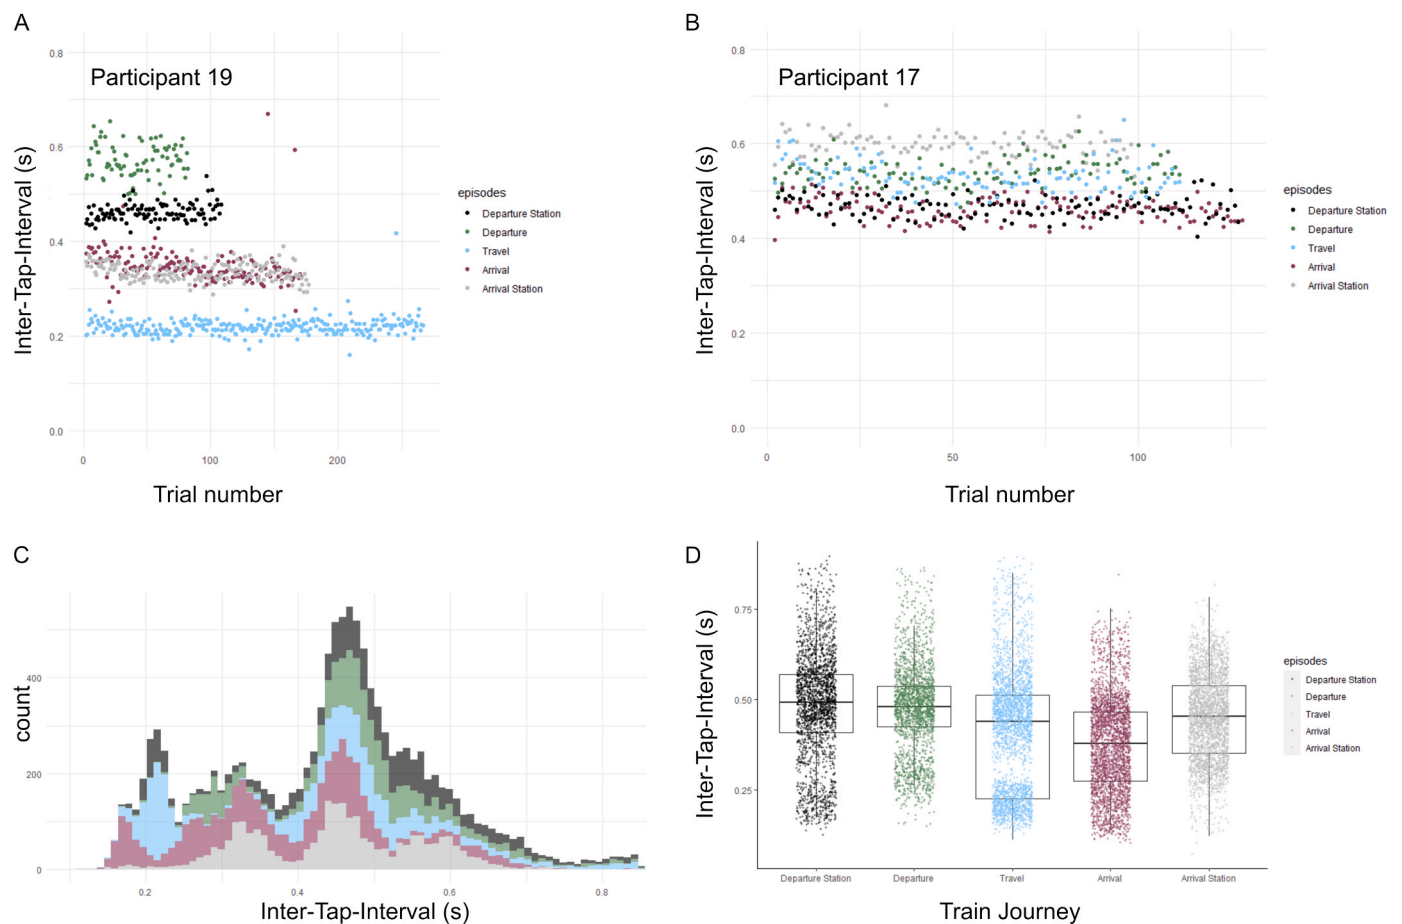 A
Participant 19
0.8
0.6
0.4
0.2
0.0
0
100
200
Inter-Tap-Interval (s)
Trial number
episodes
Departure Station
Departure
Travel
Arrival
Arrival Station
B
Participant 17
0.8
0.6
0.4
0.2
0.0
0
50
100
Inter-Tap-Interval (s)
Trial number
episodes
Departure Station
Departure
Travel
Arrival
Arrival Station
C
400
200
0
count
0.2
0.4
0.6
0.8
Inter-Tap-Interval (s)
D
0.75
0.50
0.25
Inter-Tap-Interval (s)
Departure Station
Departure
Travel
Arrival
Arrival Station
Train Journey
episodes
Departure Station
Departure
Travel
Arrival
Arrival Station